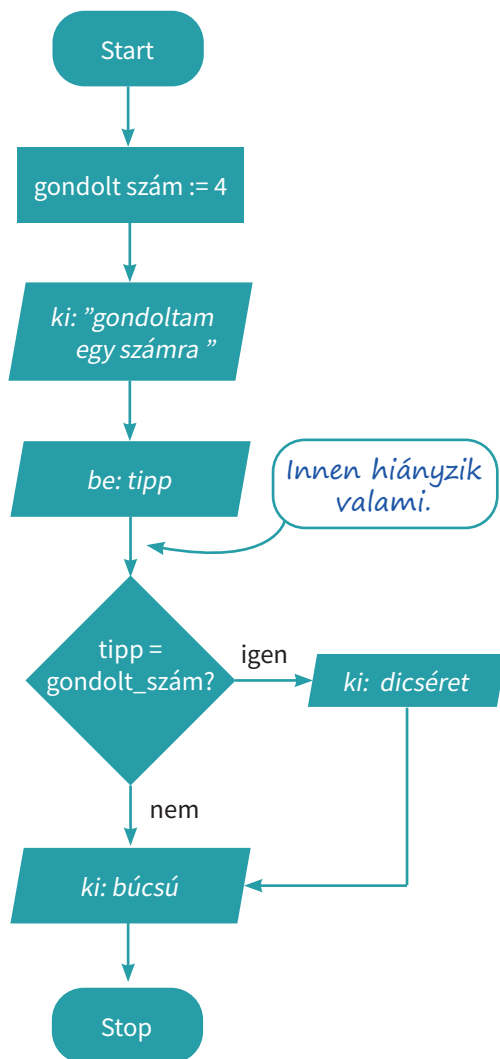 Start
gondolt szám := 4
ki: ”gondoltam
egy számra ”
be: tipp
Innen hiányzik
valami.
tipp =
gondolt_szám?
igen
ki: dicséret
nem
ki: búcsú
Stop